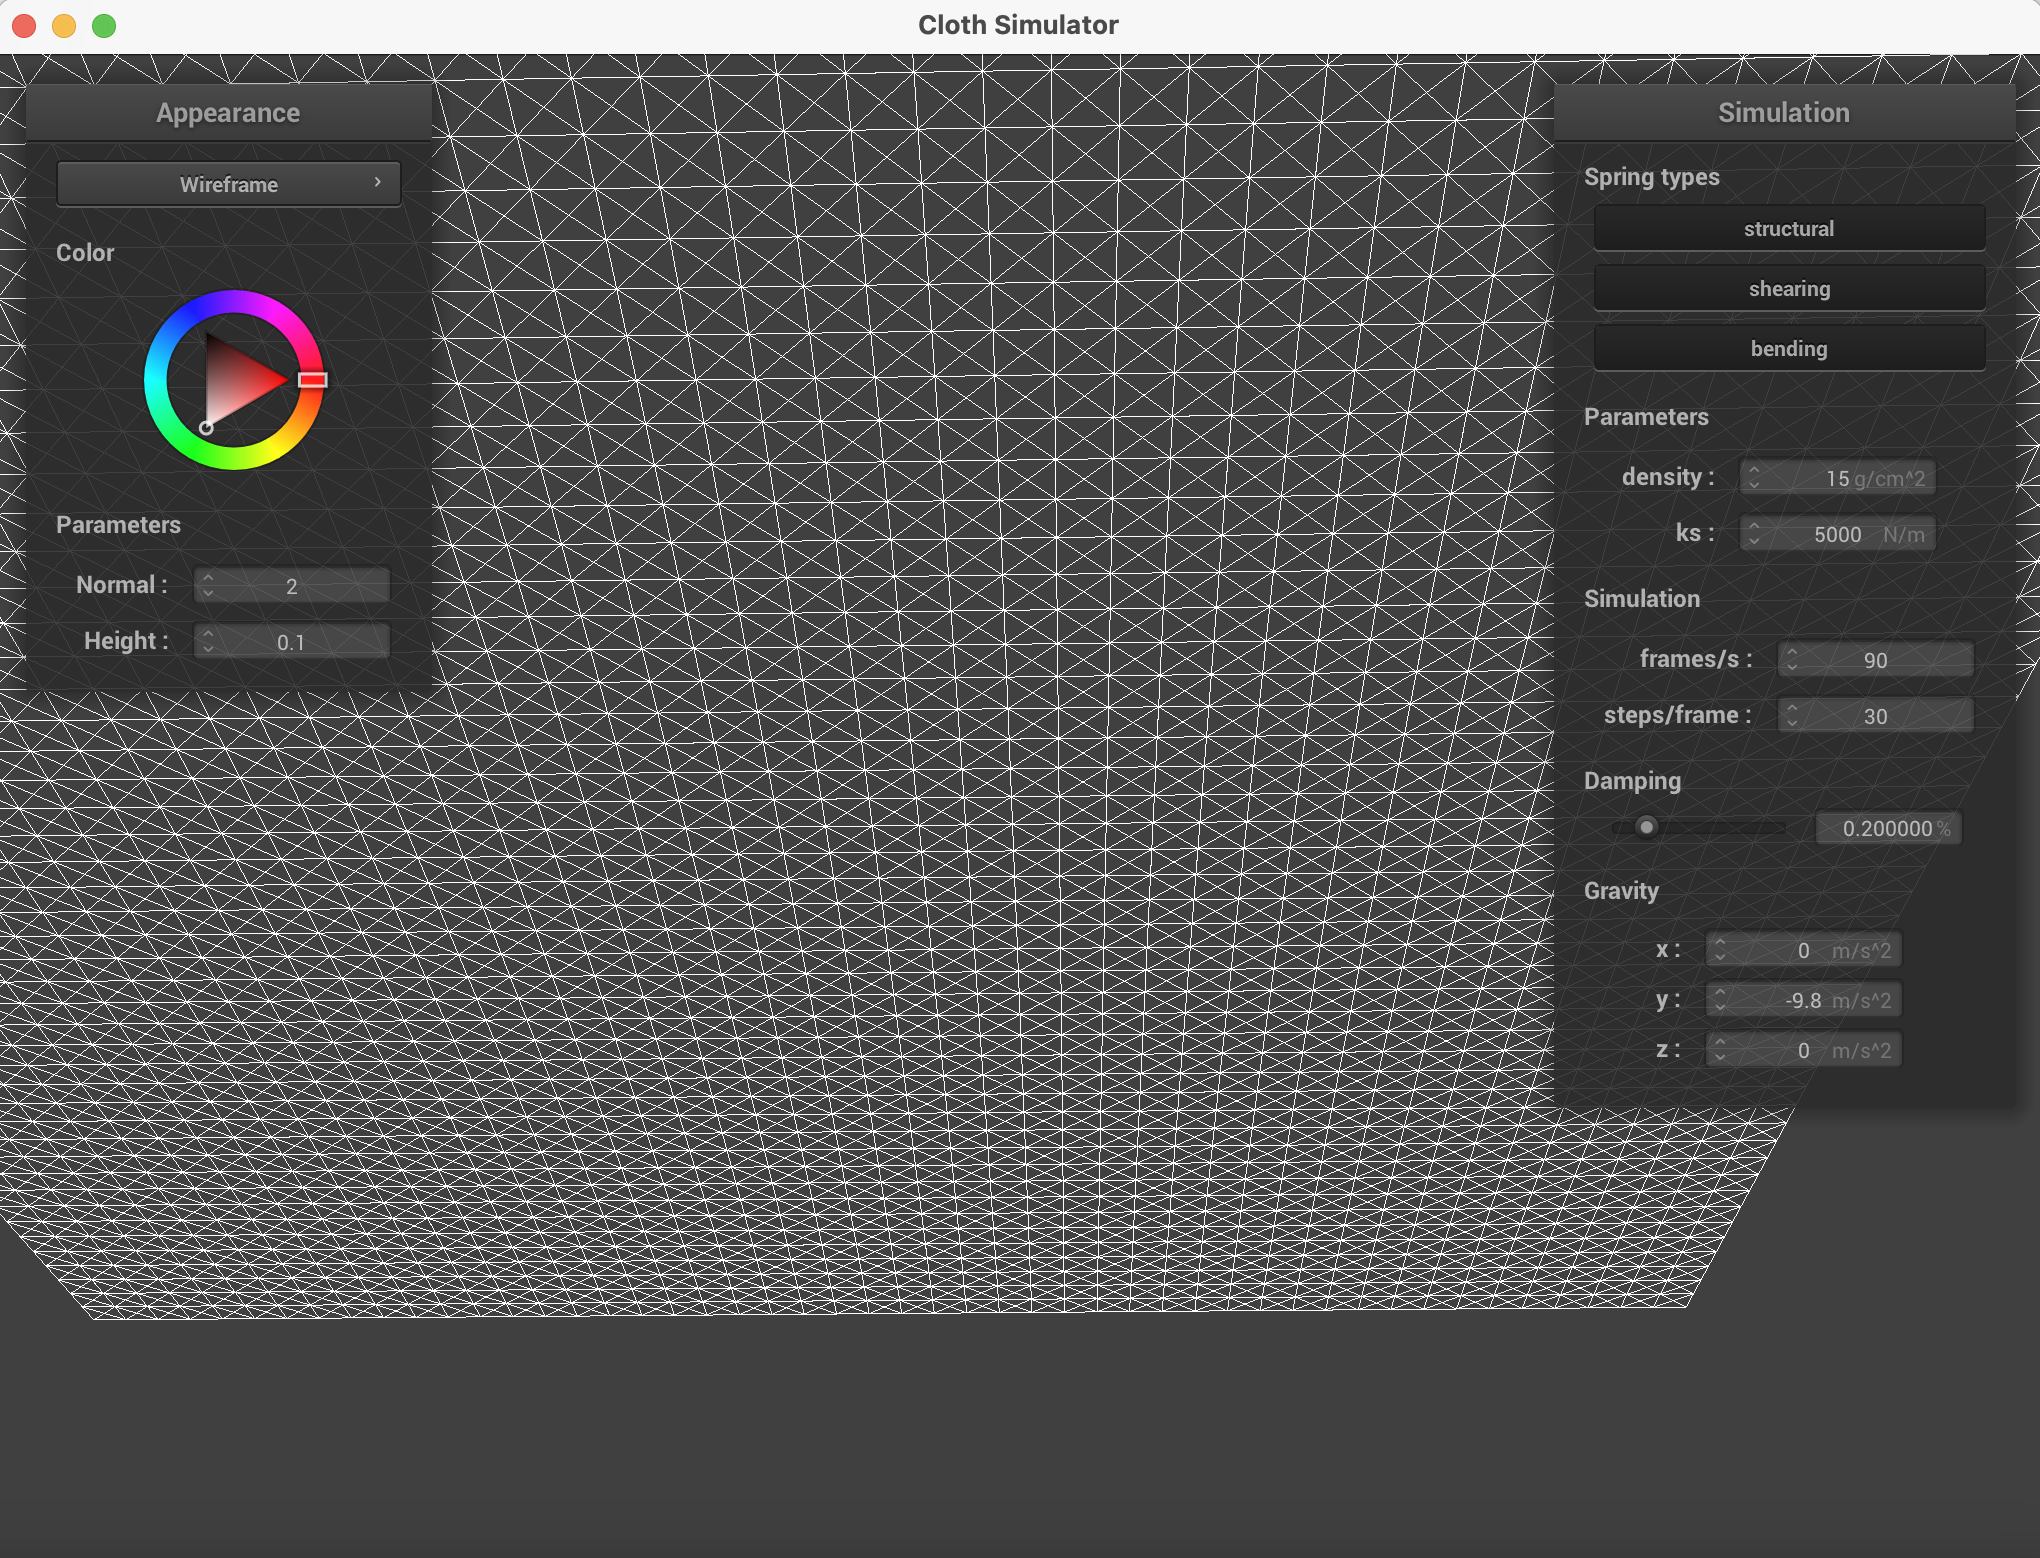 Cloth Simulator
Appearance
Wireframe
Color
Parameters
Normal : 2
Height : 0.1
Simulation
Spring types
structural
shearing
bending
Parameters
density : 15 g/cm^2
ks : 5000 N/m
Simulation
frames/s : 90
steps/frame : 30
Damping
0.200000 %
Gravity
x : 0 m/s^2
y : -9.8 m/s^2
z : 0 m/s^2